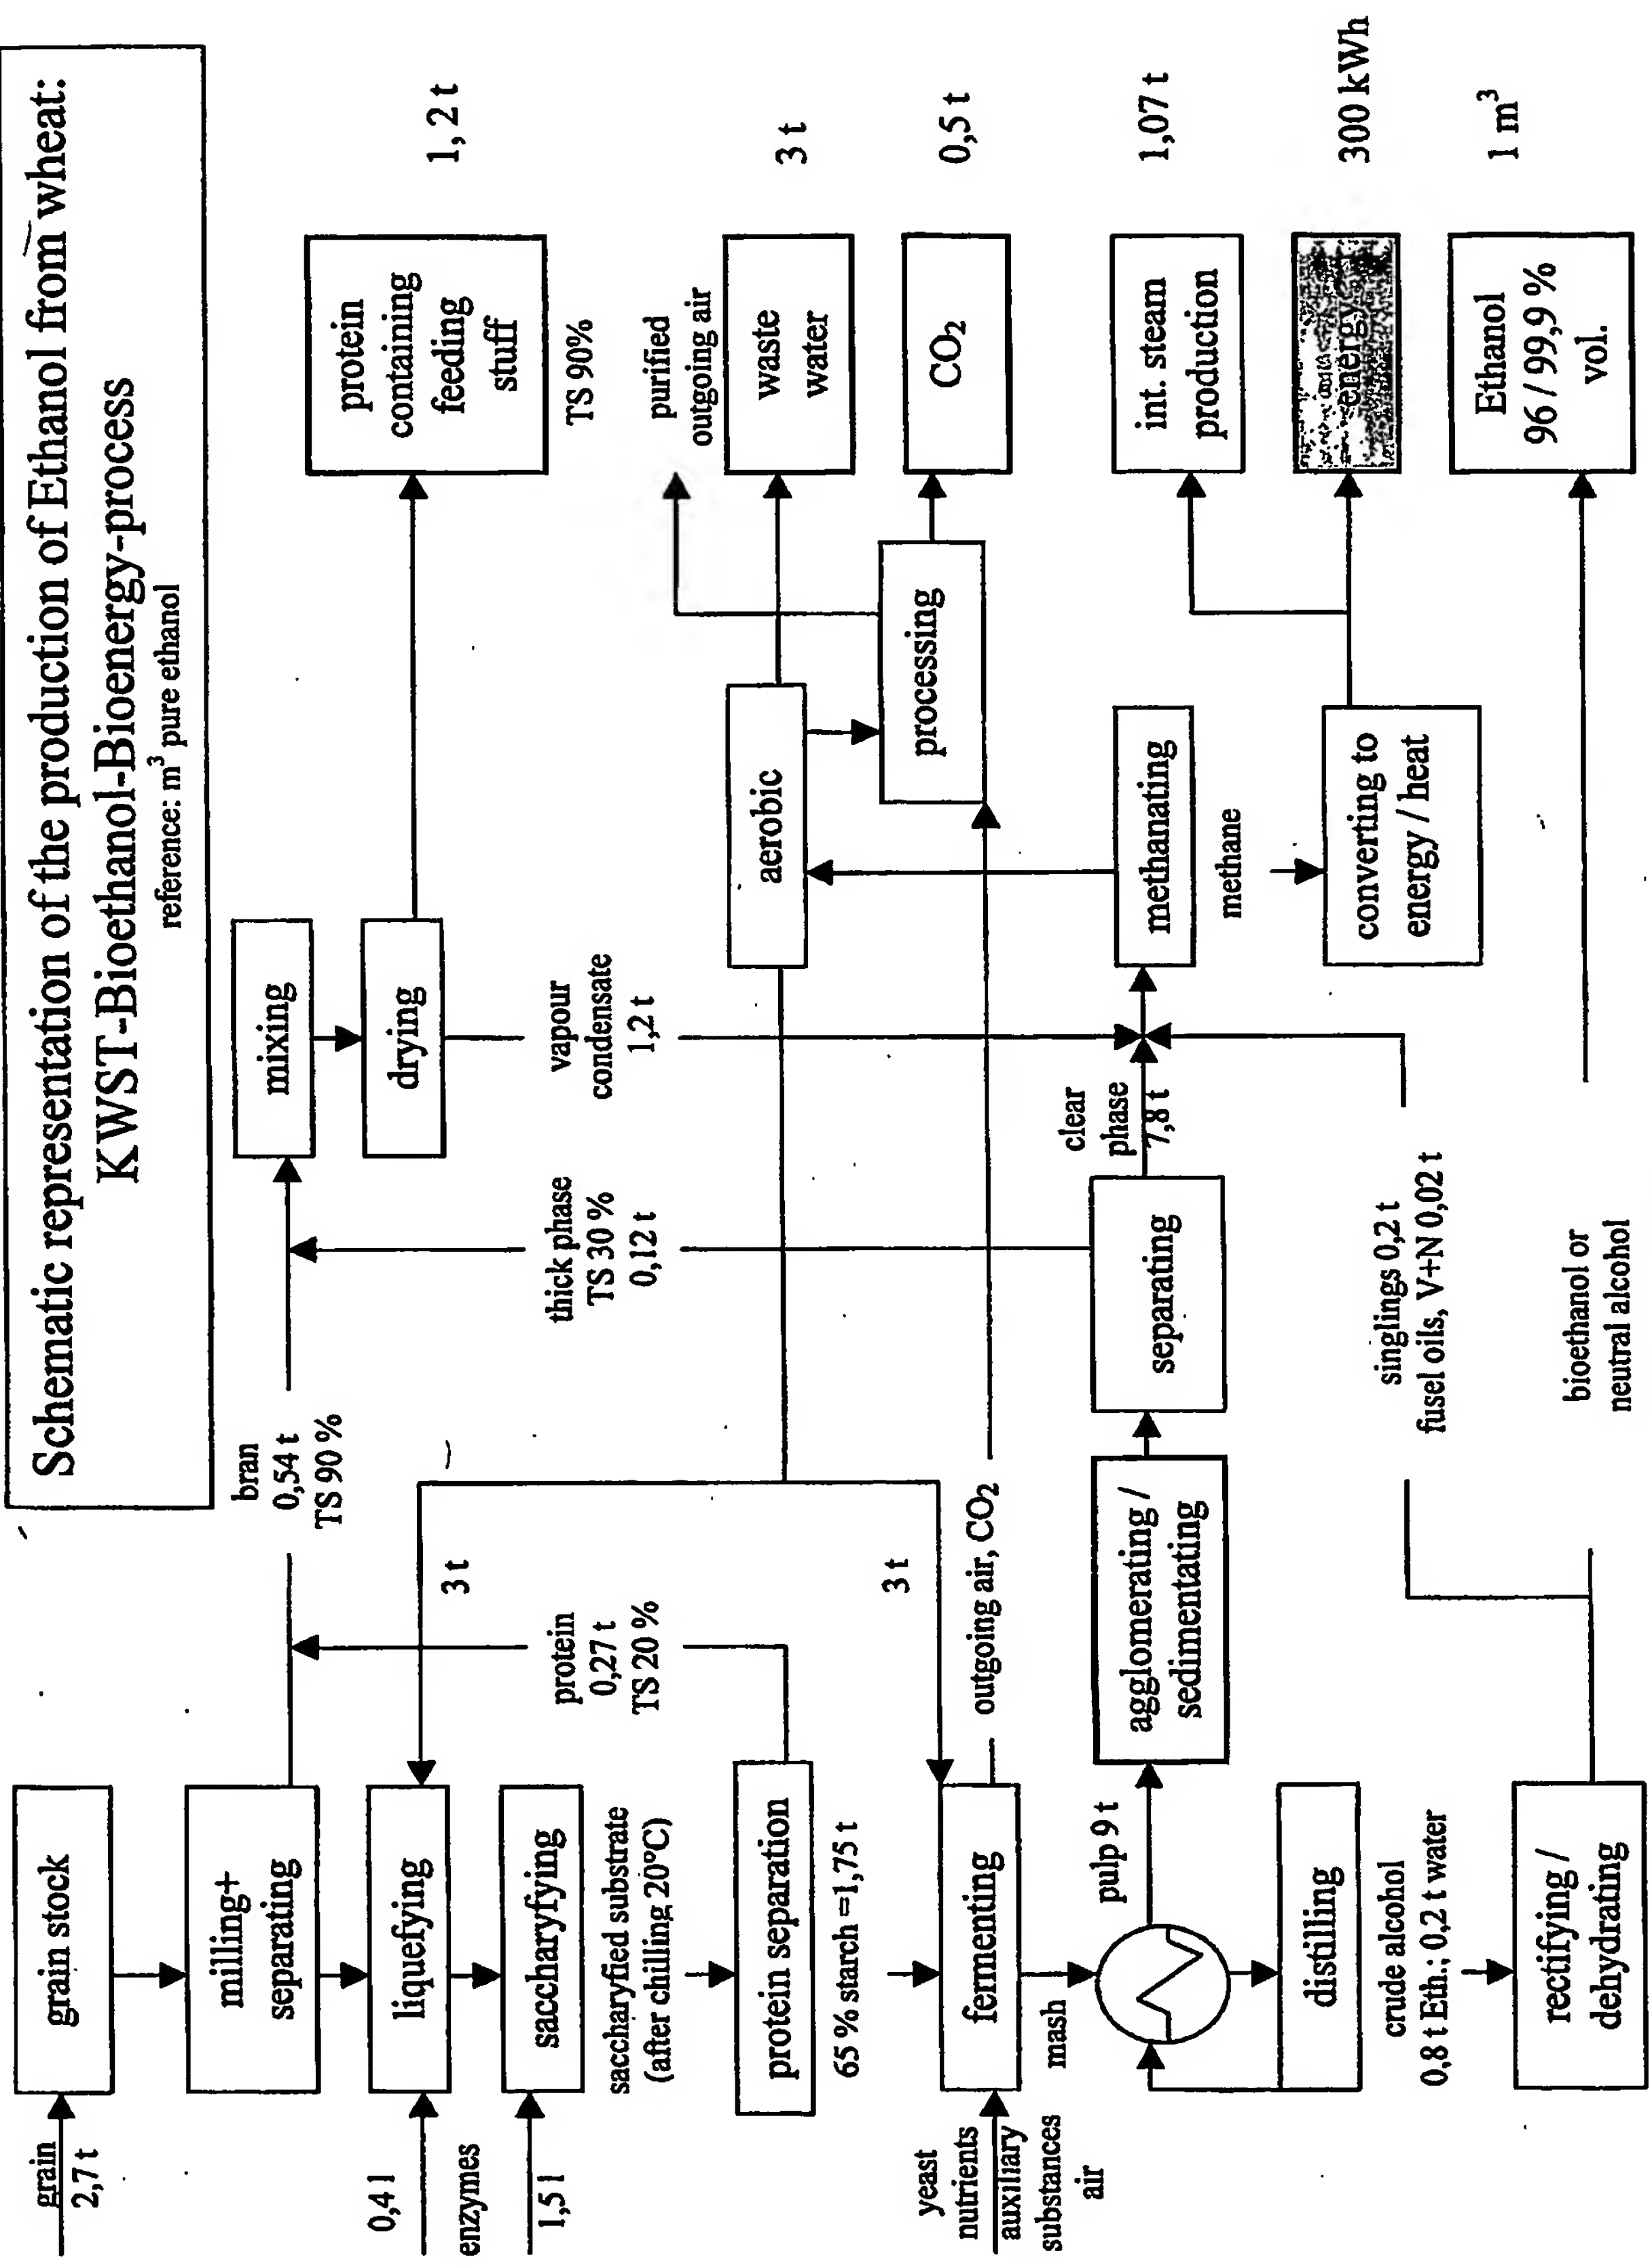 Schematic representation of the production of Ethanol from wheat:
KWST-Bioethanol-Bioenergy-process
reference: m³ pure ethanol
grain
2,7 t
grain stock
milling+
separating
bran
0,54 t
TS 90 %
mixing
drying
protein
containing
feeding
stuff
TS 90%
1, 2 t
0,4 l
enzymes
1,5 l
liquefying
3 t
saccharyfying
saccharyfied substrate
(after chilling 20°C)
protein
0,27 t
TS 20 %
thick phase
TS 30 %
0,12 t
vapour
condensate
1,2 t
purified
outgoing air
protein separation
65 % starch =1,75 t
aerobic
waste
water
3 t
3 t
processing
CO₂
0,5 t
yeast
nutrients
auxiliary
substances
air
fermenting
outgoing air, CO₂
mash
pulp 9 t
agglomerating /
sedimentating
separating
clear
phase
7,8 t
methanating
methane
int. steam
production
1,07 t
distilling
converting to
energy / heat
energy
300 kWh
crude alcohol
0,8 t Eth.; 0,2 t water
singlings 0,2 t
fusel oils, V+N 0,02 t
rectifying /
dehydrating
bioethanol or
neutral alcohol
Ethanol
96 / 99,9 %
vol.
1 m³